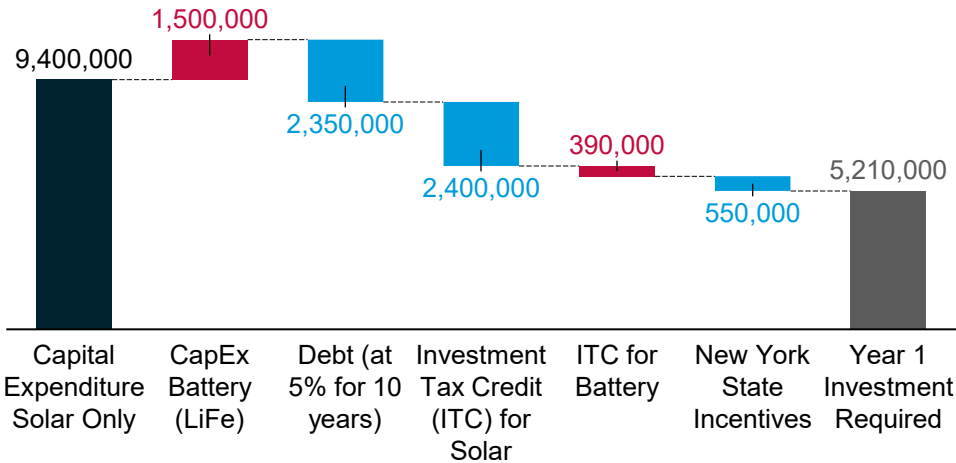 1,500,000
9,400,000
2,350,000
2,400,000
390,000
550,000
5,210,000
Capital
Expenditure
Solar Only
CapEx
Battery
(LiFe)
Debt (at
5% for 10
years)
Investment
Tax Credit
(ITC) for
Solar
ITC for
Battery
New York
State
Incentives
Year 1
Investment
Required